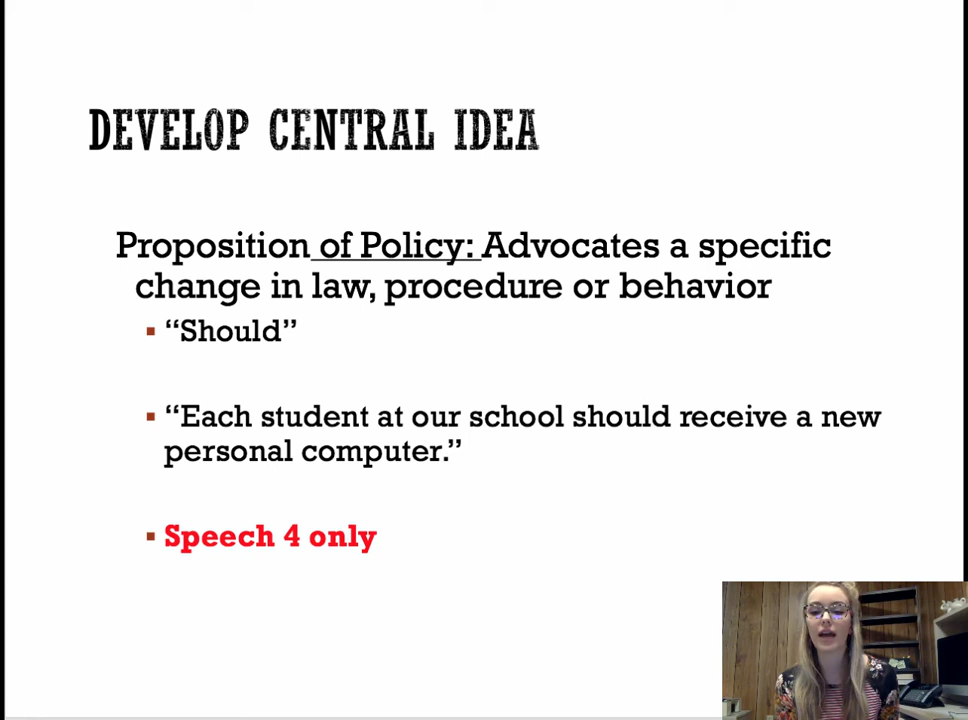 DEVELOP CENTRAL IDEA
Proposition of Policy: Advocates a specific
change in law, procedure or behavior
▪ “Should”
▪ “Each student at our school should receive a new
personal computer.”
▪ Speech 4 only